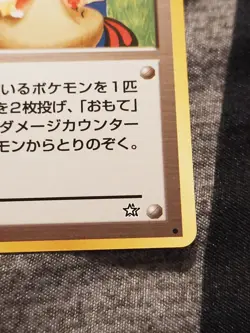 いるポケモンを1匹
を2枚投げ、「おもて」
ダメージカウンター
モンからとりのぞく。